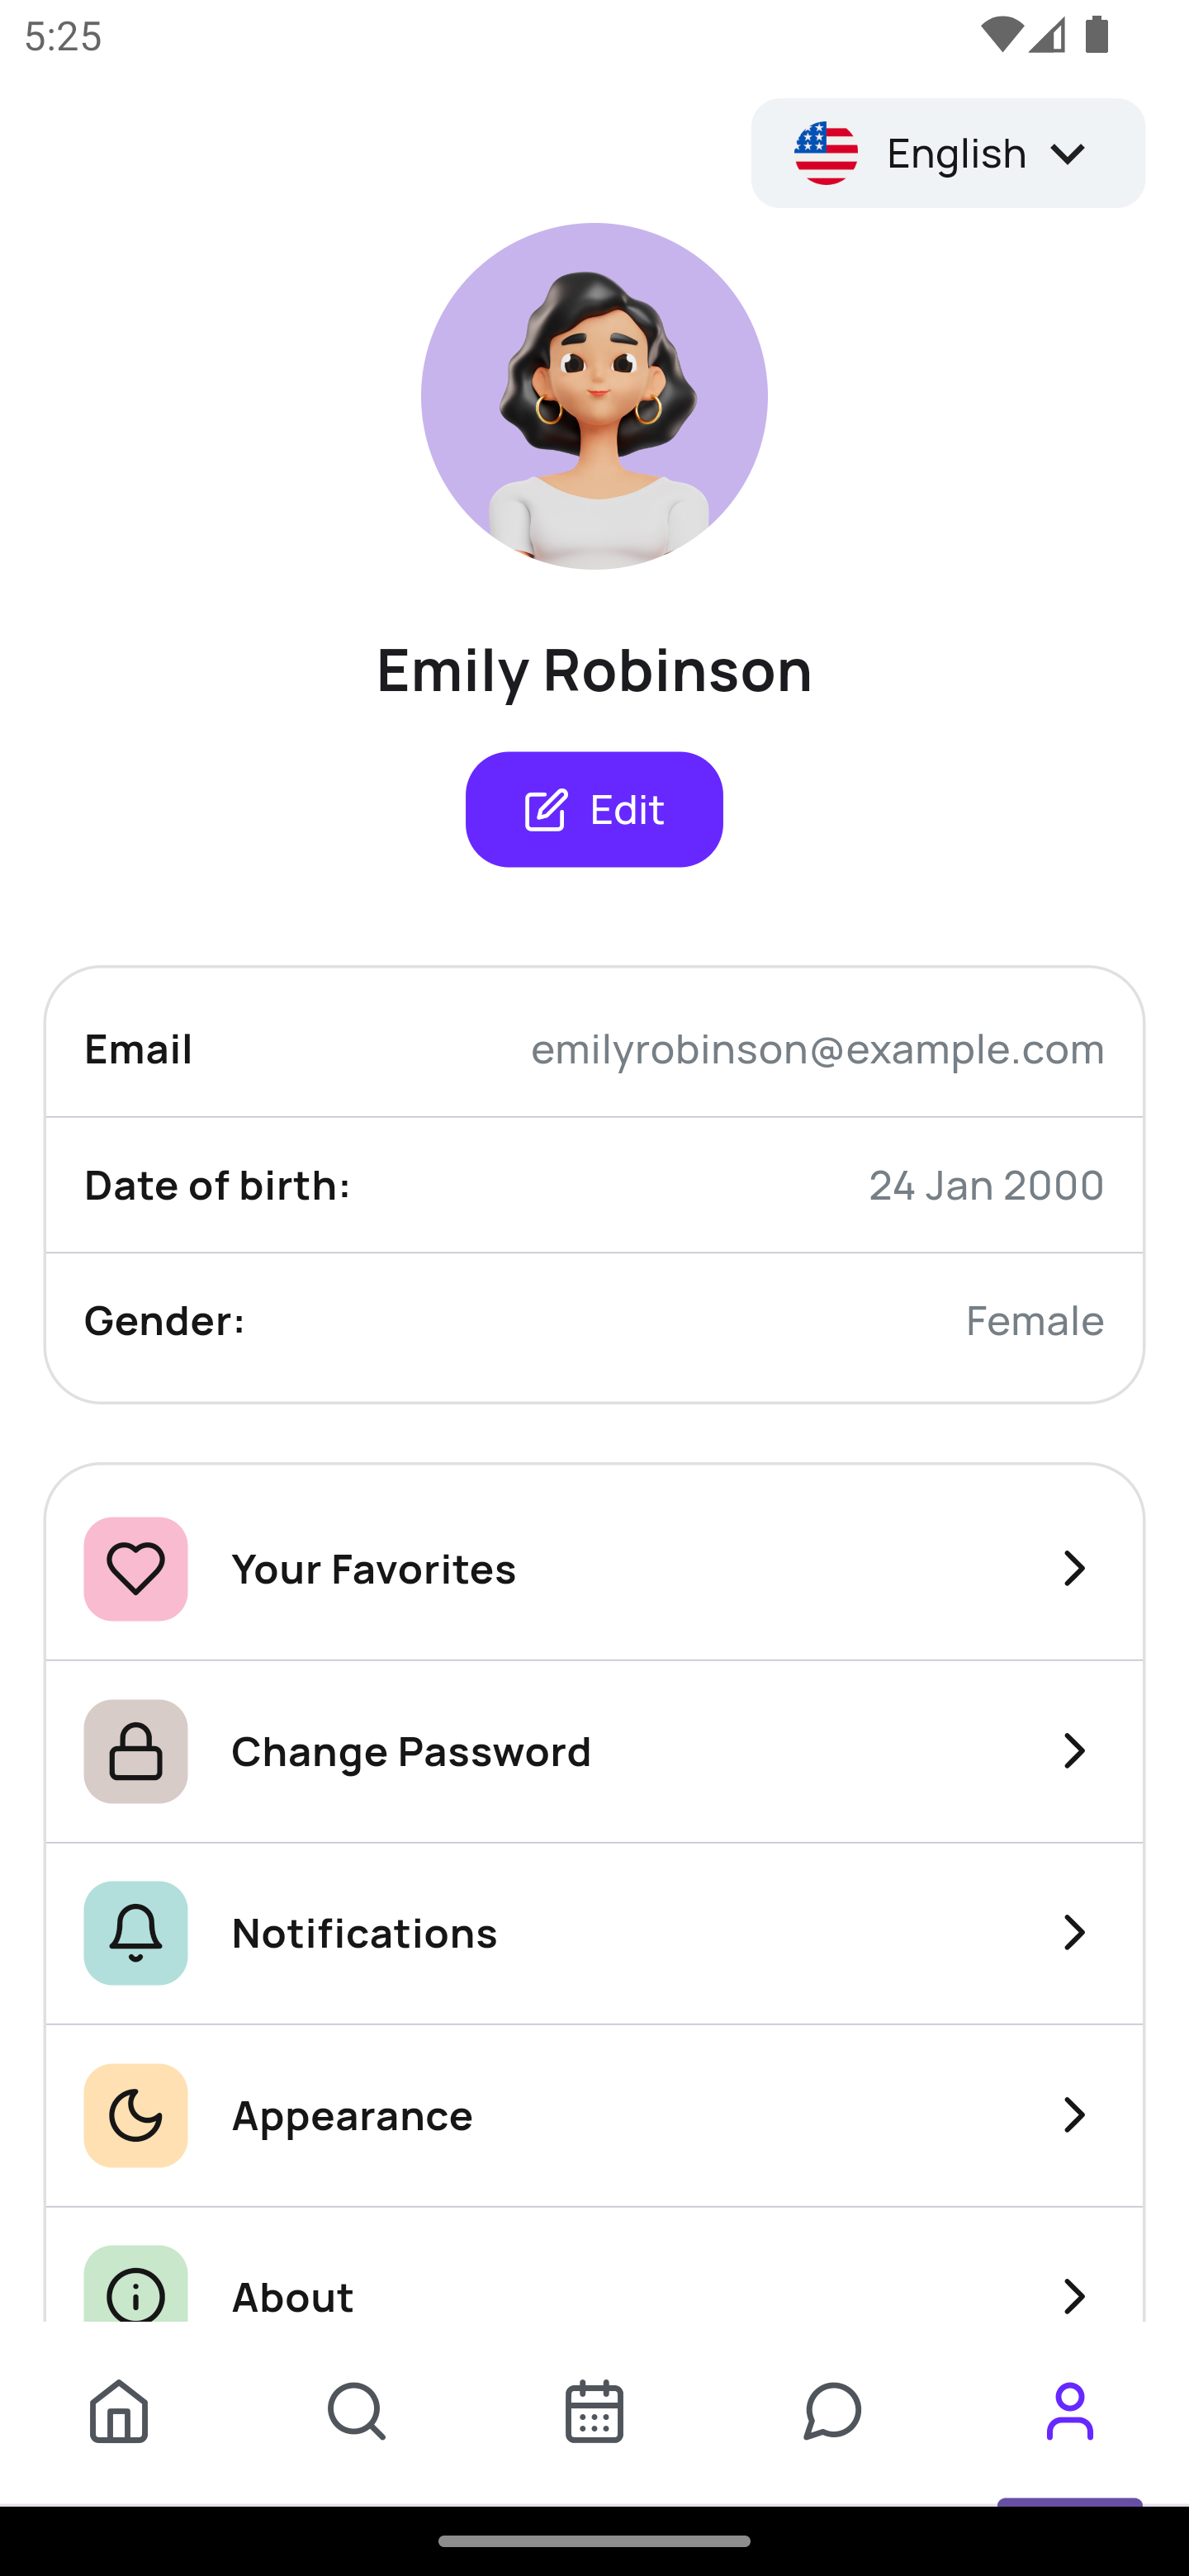 5:25
English
Emily Robinson
Edit
Email emilyrobinson@example.com
Date of birth: 24 Jan 2000
Gender: Female
Your Favorites
Change Password
Notifications
Appearance
About